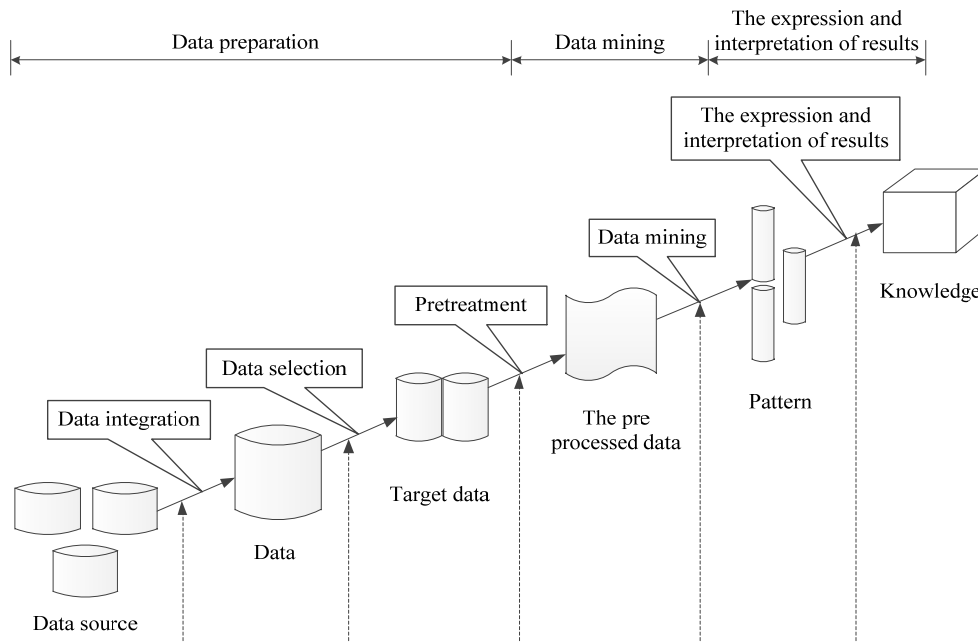 Data preparation
Data mining
The expression and
interpretation of results
The expression and
interpretation of results
Data mining
Knowledge
Pretreatment
Data selection
Pattern
The pre
processed data
Data integration
Target data
Data
Data source